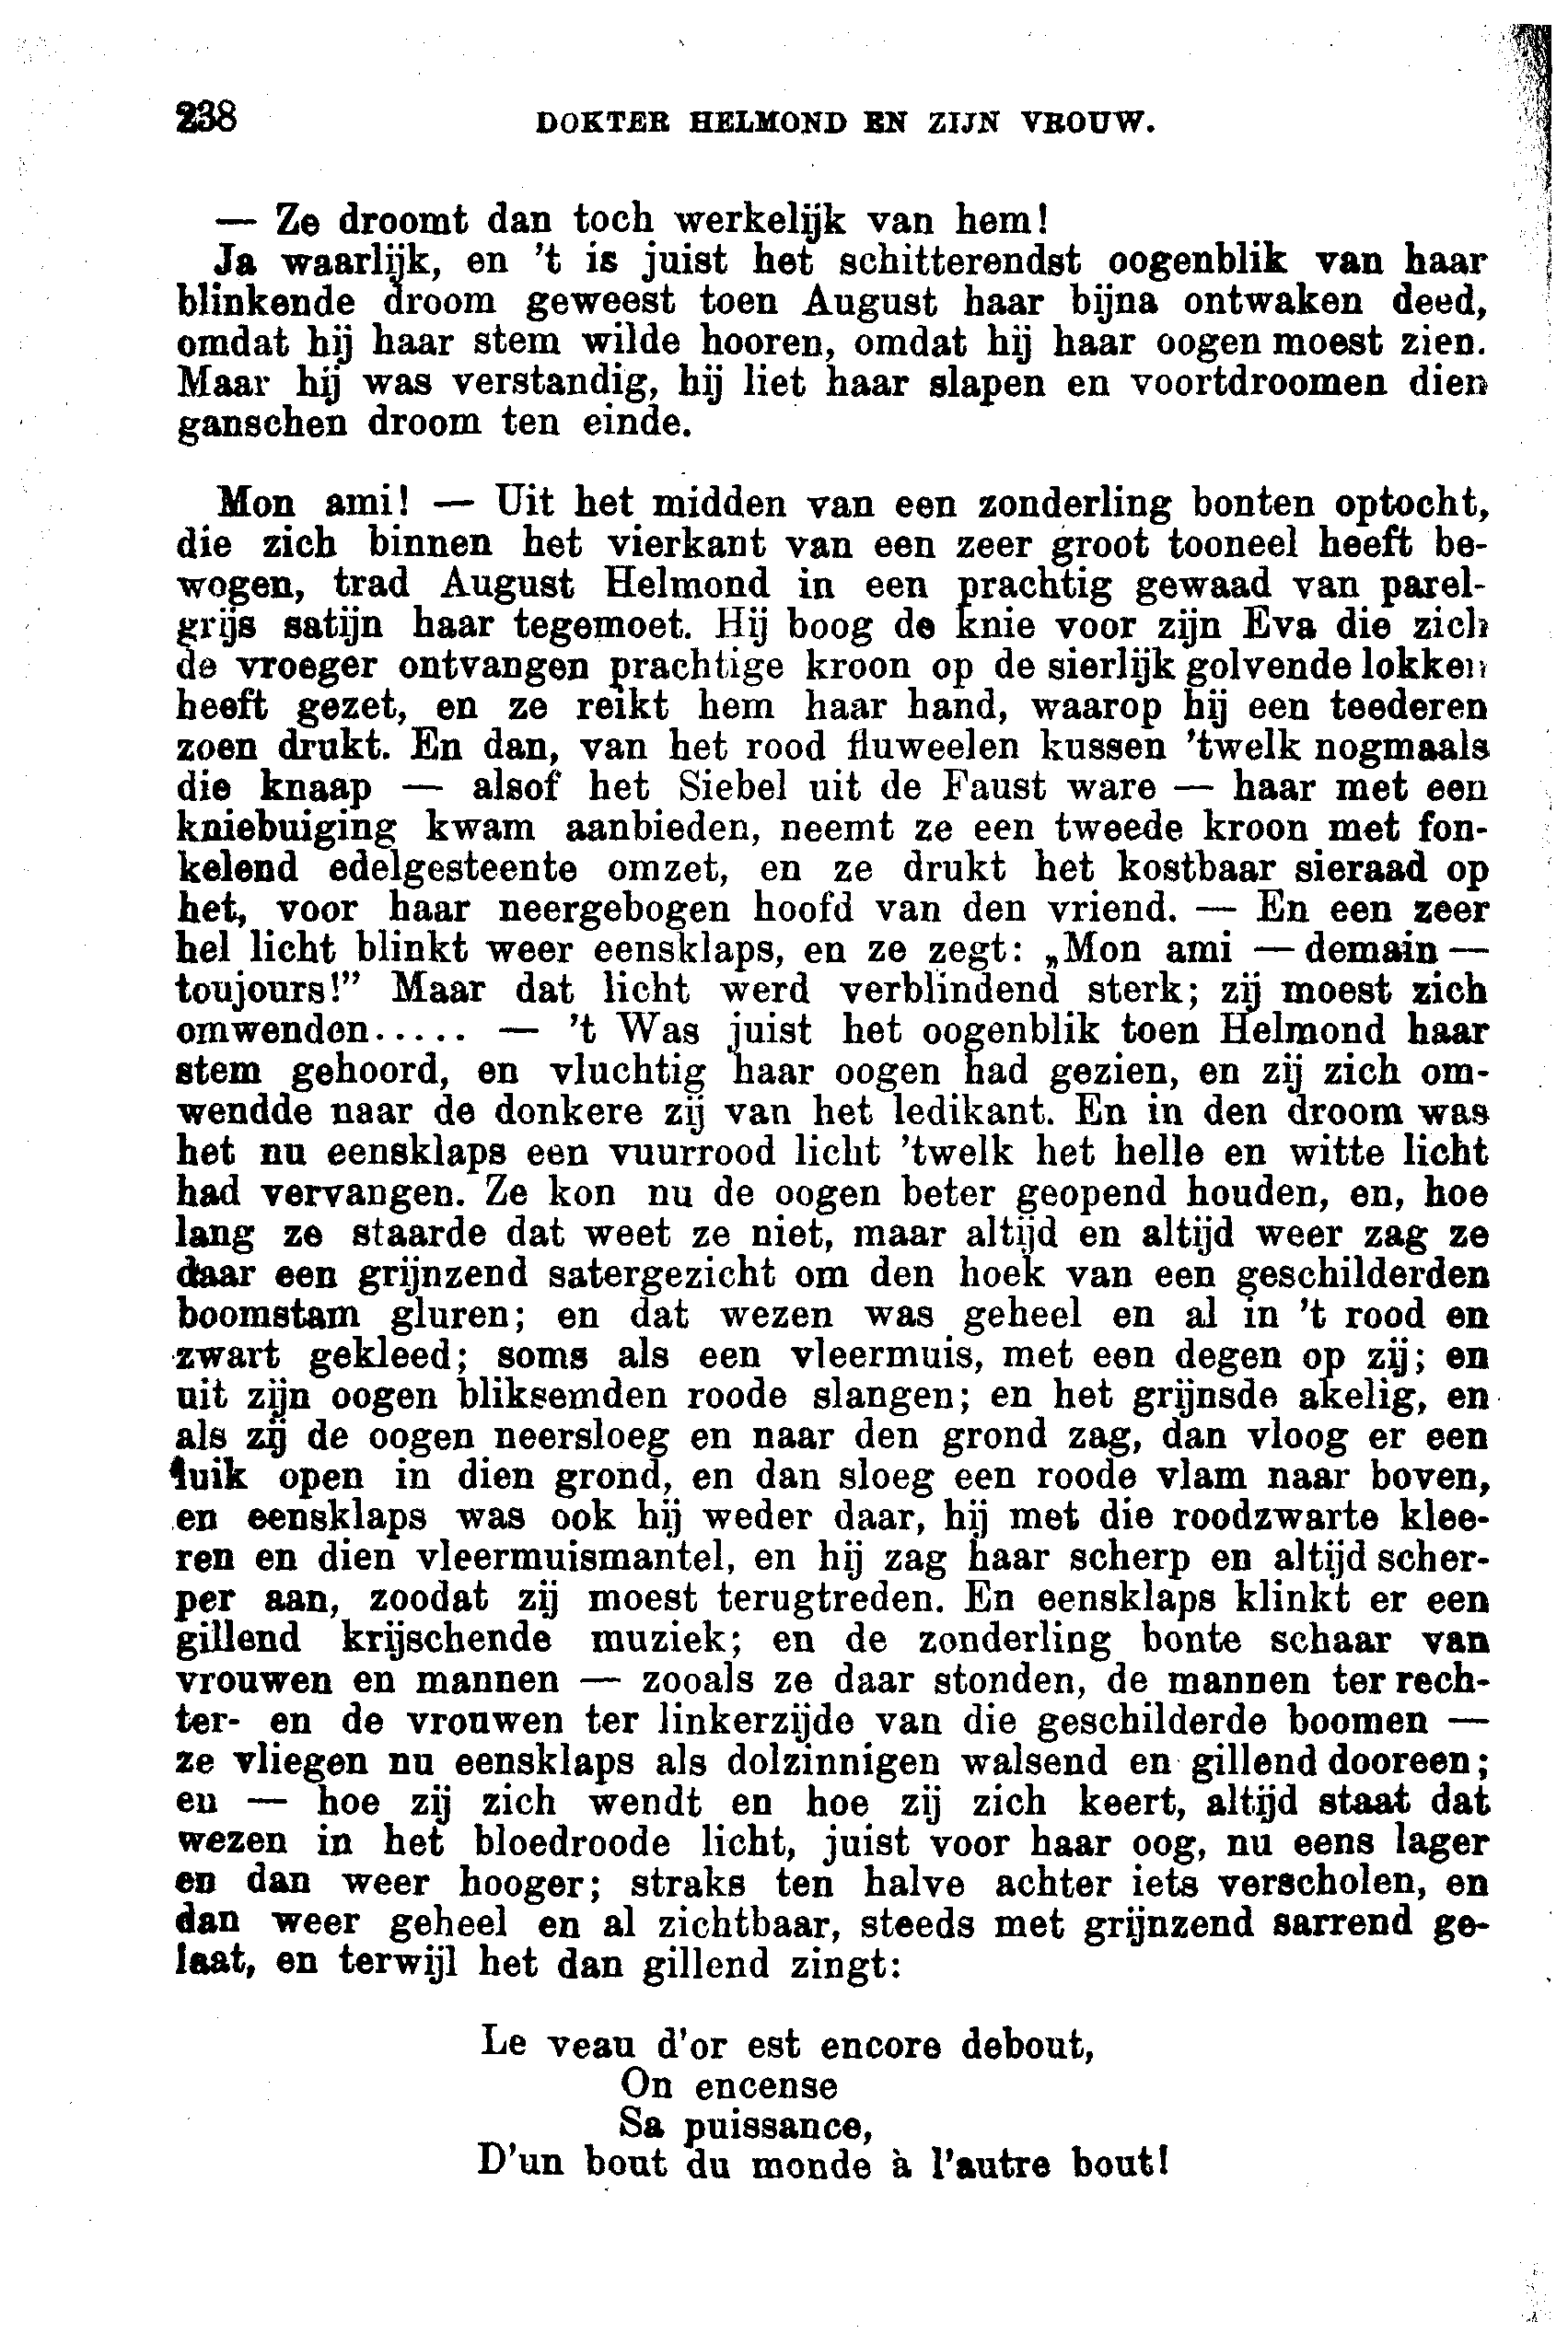 238 DOKTER HELMOND EN ZIJN VROUW.
— Ze droomt dan toch werkelijk van hem!
Ja waarlijk, en 't is juist het schitterendst oogenblik van haar
blinkende droom geweest toen August haar bijna ontwaken deed,
omdat hij haar stem wilde hooren, omdat hij haar oogen moest zien.
Maar hij was verstandig, hij liet haar slapen en voortdroomen dien
ganschen droom ten einde.
Mon ami! — Uit het midden van een zonderling bonten optocht,
die zich binnen het vierkant van een zeer groot tooneel heeft be-
wogen, trad August Helmond in een prachtig gewaad van parel-
grijs satijn haar tegemoet. Hij boog de knie voor zijn Eva die zich
de vroeger ontvangen prachtige kroon op de sierlijk golvende lokken
heeft gezet, en ze reikt hem haar hand, waarop hij een teederen
zoen drukt. En dan, van het rood fluweelen kussen 'twelk nogmaals
die knaap — alsof het Siebel uit de Faust ware — haar met een
kniebuiging kwam aanbieden, neemt ze een tweede kroon met fon-
kelend edelgesteente omzet, en ze drukt het kostbaar sieraad op
het, voor haar neergebogen hoofd van den vriend. — En een zeer
hel licht blinkt weer eensklaps, en ze zegt: „Mon ami — demain —
toujours!” Maar dat licht werd verblindend sterk; zij moest zich
omwenden..... — 't Was juist het oogenblik toen Helmond haar
stem gehoord, en vluchtig haar oogen had gezien, en zij zich om-
wendde naar de donkere zij van het ledikant. En in den droom was
het nu eensklaps een vuurrood licht 'twelk het helle en witte licht
had vervangen. Ze kon nu de oogen beter geopend houden, en, hoe
lang ze staarde dat weet ze niet, maar altijd en altijd weer zag ze
daar een grijnzend satergezicht om den hoek van een geschilderden
boomstam gluren; en dat wezen was geheel en al in 't rood en
zwart gekleed; soms als een vleermuis, met een degen op zij; en
uit zijn oogen bliksemden roode slangen; en het grijnsde akelig, en
als zij de oogen neersloeg en naar den grond zag, dan vloog er een
luik open in dien grond, en dan sloeg een roode vlam naar boven,
en eensklaps was ook hij weder daar, hij met die roodzwarte klee-
ren en dien vleermuismantel, en hij zag haar scherp en altijd scher-
per aan, zoodat zij moest terugtreden. En eensklaps klinkt er een
gillend krijschende muziek; en de zonderling bonte schaar van
vrouwen en mannen — zooals ze daar stonden, de mannen ter rech-
ter- en de vrouwen ter linkerzijde van die geschilderde boomen —
ze vliegen nu eensklaps als dolzinnigen walsend en gillend dooreen;
en — hoe zij zich wendt en hoe zij zich keert, altijd staat dat
wezen in het bloedroode licht, juist voor haar oog, nu eens lager
en dan weer hooger; straks ten halve achter iets verscholen, en
dan weer geheel en al zichtbaar, steeds met grijnzend sarrend ge-
laat, en terwijl het dan gillend zingt:
Le veau d'or est encore debout,
On encense
Sa puissance,
D'un bout du monde à l'autre bout!